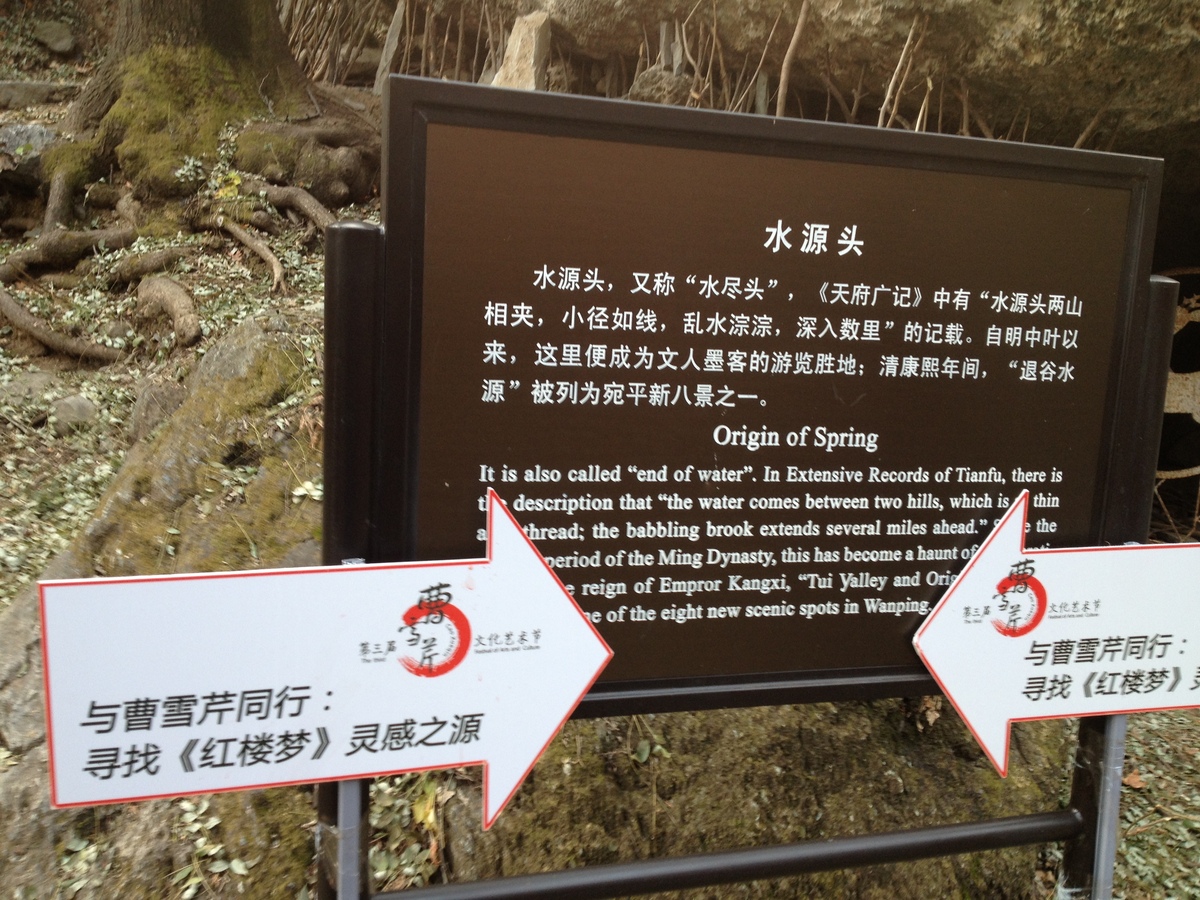 水源头
水源头，又称“水尽头”，《天府广记》中有“水源头两山
相夹，小径如线，乱水淙淙，深入数里”的记载。自明中叶以
来，这里便成为文人墨客的游览胜地；清康熙年间，“退谷水
源”被列为宛平新八景之一。
Origin of Spring
It is also called “end of water”. In Extensive Records of Tianfu, there is
description that “the water comes between two hills, which is thin
thread; the babbling brook extends several miles ahead.” the
period of the Ming Dynasty, this has become a haunt of
reign of Empror Kangxi, “Tui Yalley and
of the eight new scenic spots in Wanping.
第三届 曹雪芹 文化艺术节
与曹雪芹同行：
寻找《红楼梦》灵感之源
第三届 曹雪芹 文化艺术节
与曹雪芹同行：
寻找《红楼梦》